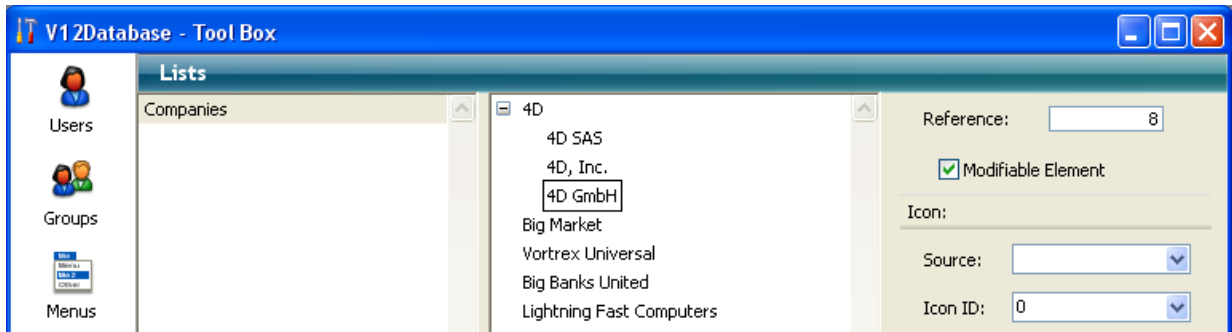 V12Database - Tool Box
Lists
Users
Groups
Menus
Companies
4D
4D SAS
4D, Inc.
4D GmbH
Big Market
Vortrex Universal
Big Banks United
Lightning Fast Computers
Reference: 8
Modifiable Element
Icon:
Source:
Icon ID: 0